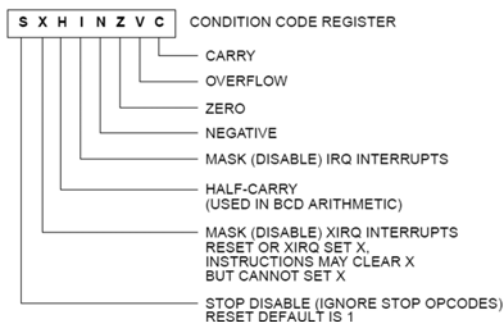 S X H I N Z V C CONDITION CODE REGISTER
CARRY
OVERFLOW
ZERO
NEGATIVE
MASK (DISABLE) IRQ INTERRUPTS
HALF-CARRY
(USED IN BCD ARITHMETIC)
MASK (DISABLE) XIRQ INTERRUPTS
RESET OR XIRQ SET X,
INSTRUCTIONS MAY CLEAR X
BUT CANNOT SET X
STOP DISABLE (IGNORE STOP OPCODES)
RESET DEFAULT IS 1